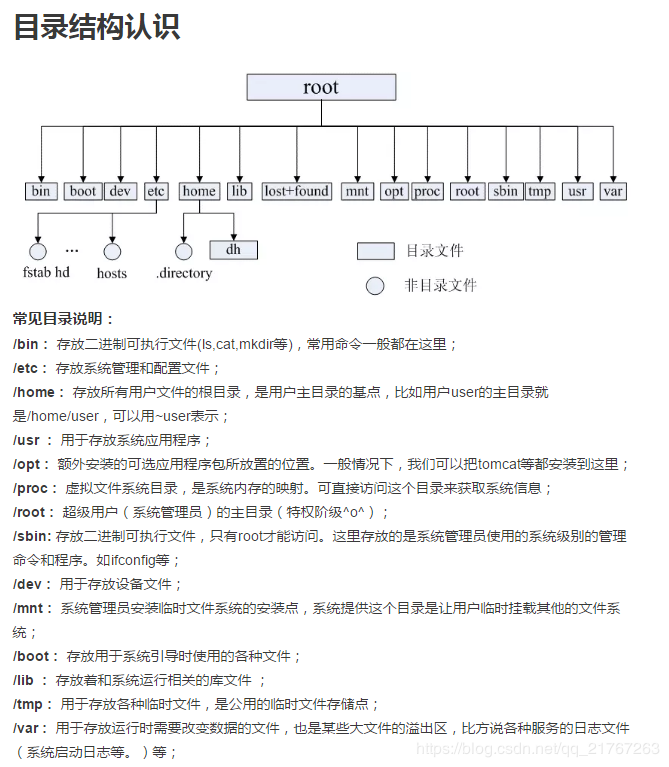 目录结构认识
root
bin boot dev etc home lib lost+found mnt opt proc root sbin tmp usr var
... dh 目录文件
fstab hd hosts .directory 非目录文件
常见目录说明：
/bin： 存放二进制可执行文件(ls,cat,mkdir等)，常用命令一般都在这里；
/etc： 存放系统管理和配置文件；
/home： 存放所有用户文件的根目录，是用户主目录的基点，比如用户user的主目录就
是/home/user，可以用~user表示；
/usr ： 用于存放系统应用程序；
/opt： 额外安装的可选应用程序包所放置的位置。一般情况下，我们可以把tomcat等都安装到这里；
/proc： 虚拟文件系统目录，是系统内存的映射。可直接访问这个目录来获取系统信息；
/root： 超级用户（系统管理员）的主目录（特权阶级^o^）；
/sbin: 存放二进制可执行文件，只有root才能访问。这里存放的是系统管理员使用的系统级别的管理
命令和程序。如ifconfig等；
/dev： 用于存放设备文件；
/mnt： 系统管理员安装临时文件系统的安装点，系统提供这个目录是让用户临时挂载其他的文件系
统；
/boot： 存放用于系统引导时使用的各种文件；
/lib ： 存放着和系统运行相关的库文件 ；
/tmp： 用于存放各种临时文件，是公用的临时文件存储点；
/var： 用于存放运行时需要改变数据的文件，也是某些大文件的溢出区，比方说各种服务的日志文件
（系统启动日志等。）等；
https://blog.csdn.net/qq_21767263